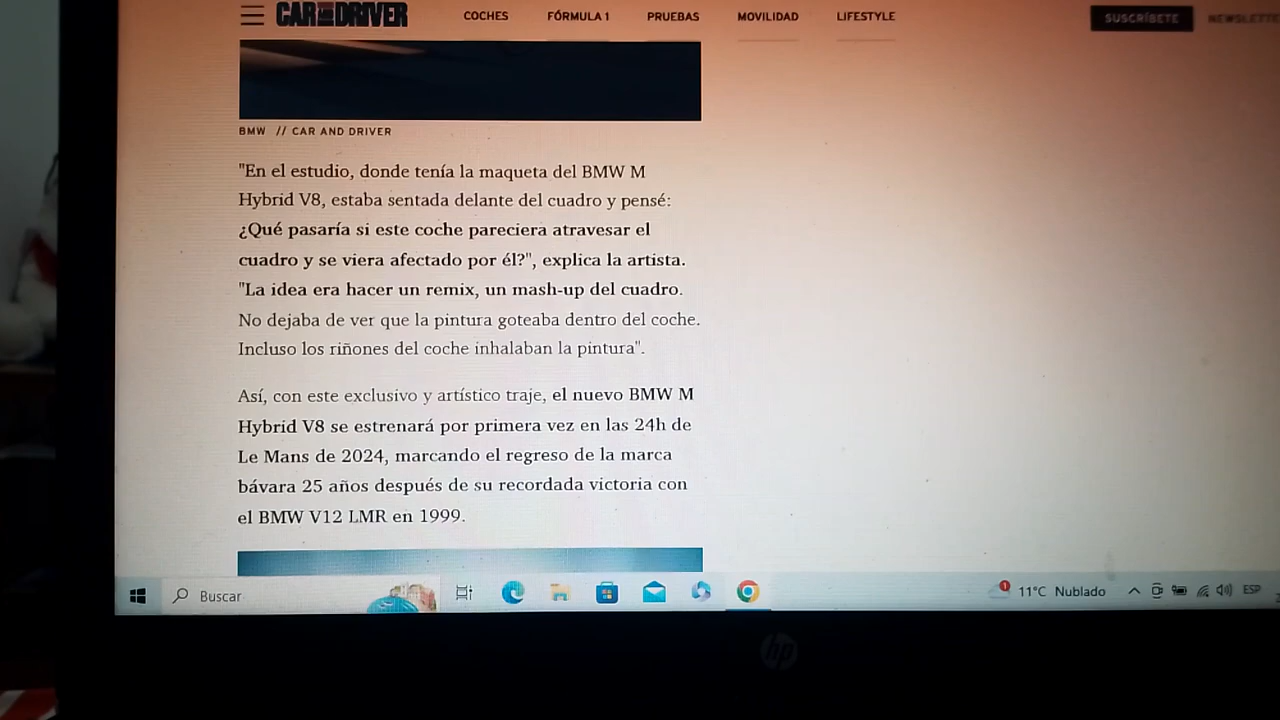 CAR AND DRIVER
COCHES
FÓRMULA 1
PRUEBAS
MOVILIDAD
LIFESTYLE
SUSCRÍBETE
BMW // CAR AND DRIVER
"En el estudio, donde tenía la maqueta del BMW M
Hybrid V8, estaba sentada delante del cuadro y pensé:
¿Qué pasaría si este coche pareciera atravesar el
cuadro y se viera afectado por él?", explica la artista.
"La idea era hacer un remix, un mash-up del cuadro.
No dejaba de ver que la pintura goteaba dentro del coche.
Incluso los riñones del coche inhalaban la pintura".
Así, con este exclusivo y artístico traje, el nuevo BMW M
Hybrid V8 se estrenará por primera vez en las 24h de
Le Mans de 2024, marcando el regreso de la marca
bávara 25 años después de su recordada victoria con
el BMW V12 LMR en 1999.
Buscar
1
11°C Nublado
ESP
hp